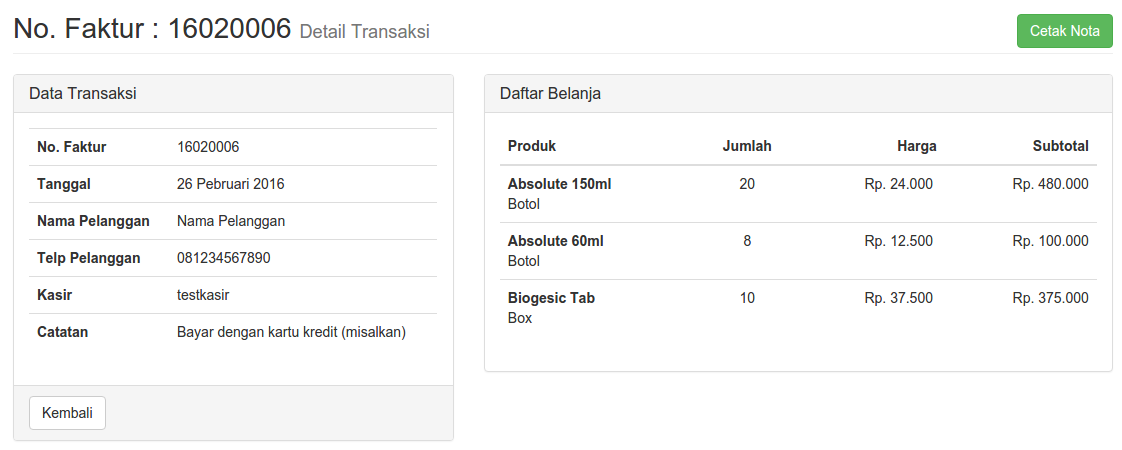 No. Faktur : 16020006 Detail Transaksi
Cetak Nota
Data Transaksi
No. Faktur 16020006
Tanggal 26 Pebruari 2016
Nama Pelanggan Nama Pelanggan
Telp Pelanggan 081234567890
Kasir testkasir
Catatan Bayar dengan kartu kredit (misalkan)
Kembali
Daftar Belanja
Produk Jumlah Harga Subtotal
Absolute 150ml 20 Rp. 24.000 Rp. 480.000
Botol
Absolute 60ml 8 Rp. 12.500 Rp. 100.000
Botol
Biogesic Tab 10 Rp. 37.500 Rp. 375.000
Box